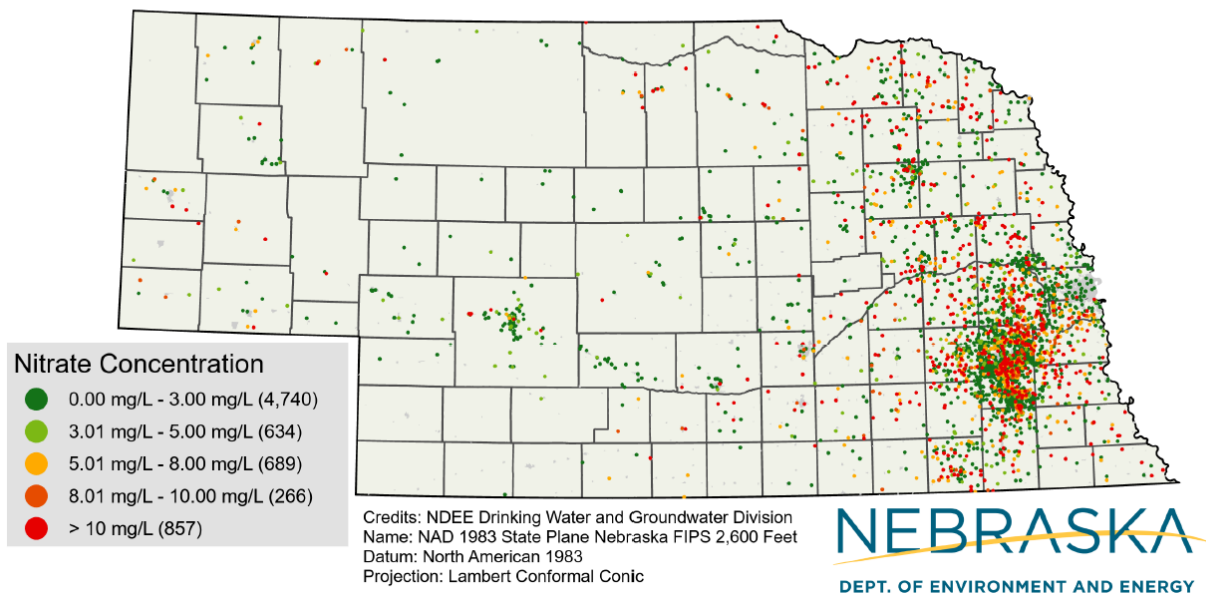 Nitrate Concentration
0.00 mg/L - 3.00 mg/L (4,740)
3.01 mg/L - 5.00 mg/L (634)
5.01 mg/L - 8.00 mg/L (689)
8.01 mg/L - 10.00 mg/L (266)
> 10 mg/L (857)
Credits: NDEE Drinking Water and Groundwater Division
Name: NAD 1983 State Plane Nebraska FIPS 2,600 Feet
Datum: North American 1983
Projection: Lambert Conformal Conic
NEBRASKA
DEPT. OF ENVIRONMENT AND ENERGY